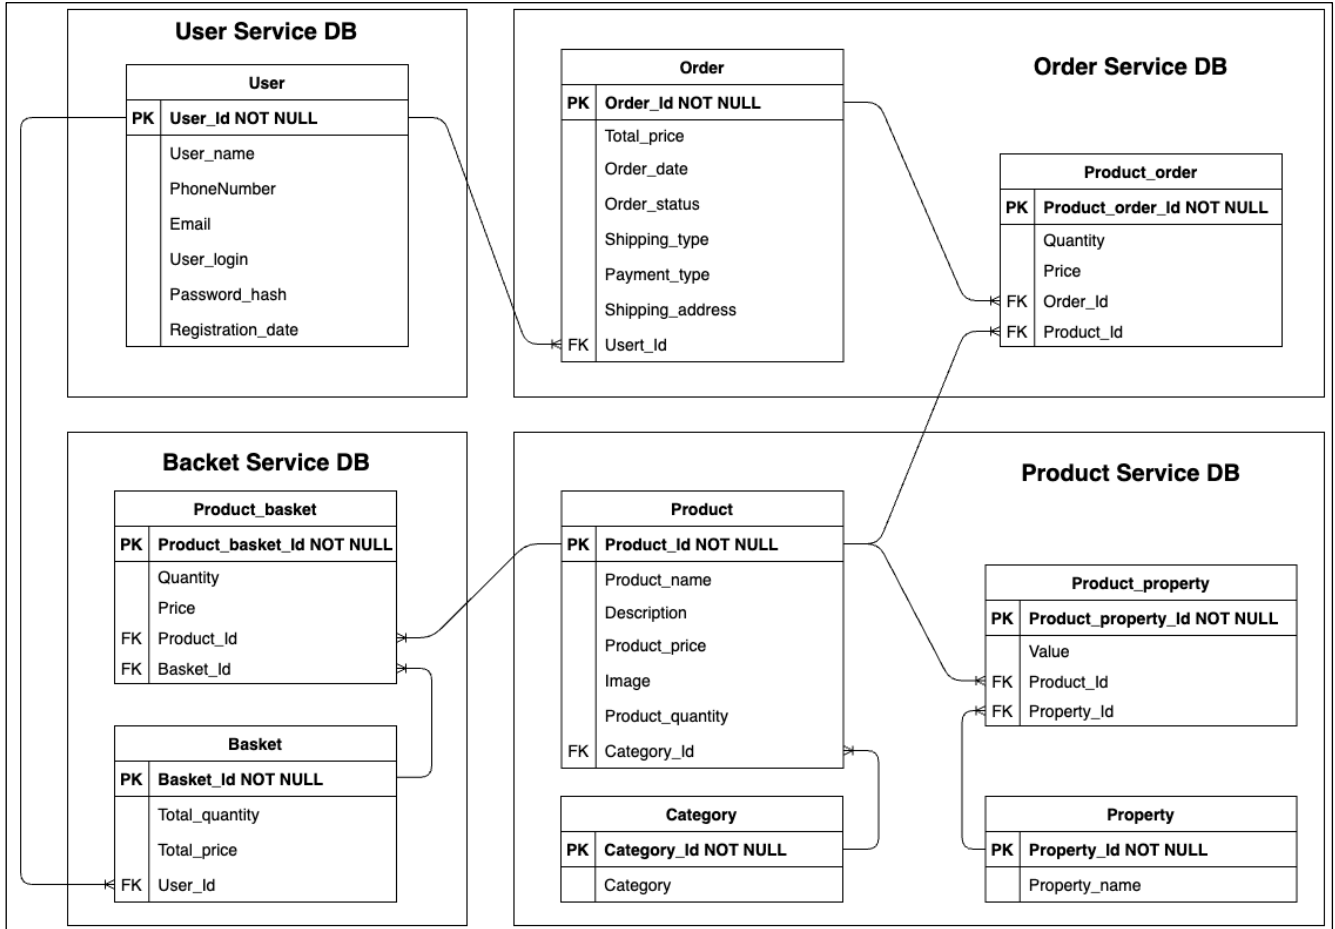 User Service DB
User
PK User_Id NOT NULL
User_name
PhoneNumber
Email
User_login
Password_hash
Registration_date
Order Service DB
Order
PK Order_Id NOT NULL
Total_price
Order_date
Order_status
Shipping_type
Payment_type
Shipping_address
FK Usert_Id
Product_order
PK Product_order_Id NOT NULL
Quantity
Price
FK Order_Id
FK Product_Id
Backet Service DB
Product_basket
PK Product_basket_Id NOT NULL
Quantity
Price
FK Product_Id
FK Basket_Id
Basket
PK Basket_Id NOT NULL
Total_quantity
Total_price
FK User_Id
Product Service DB
Product
PK Product_Id NOT NULL
Product_name
Description
Product_price
Image
Product_quantity
FK Category_Id
Category
PK Category_Id NOT NULL
Category
Product_property
PK Product_property_Id NOT NULL
Value
FK Product_Id
FK Property_Id
Property
PK Property_Id NOT NULL
Property_name